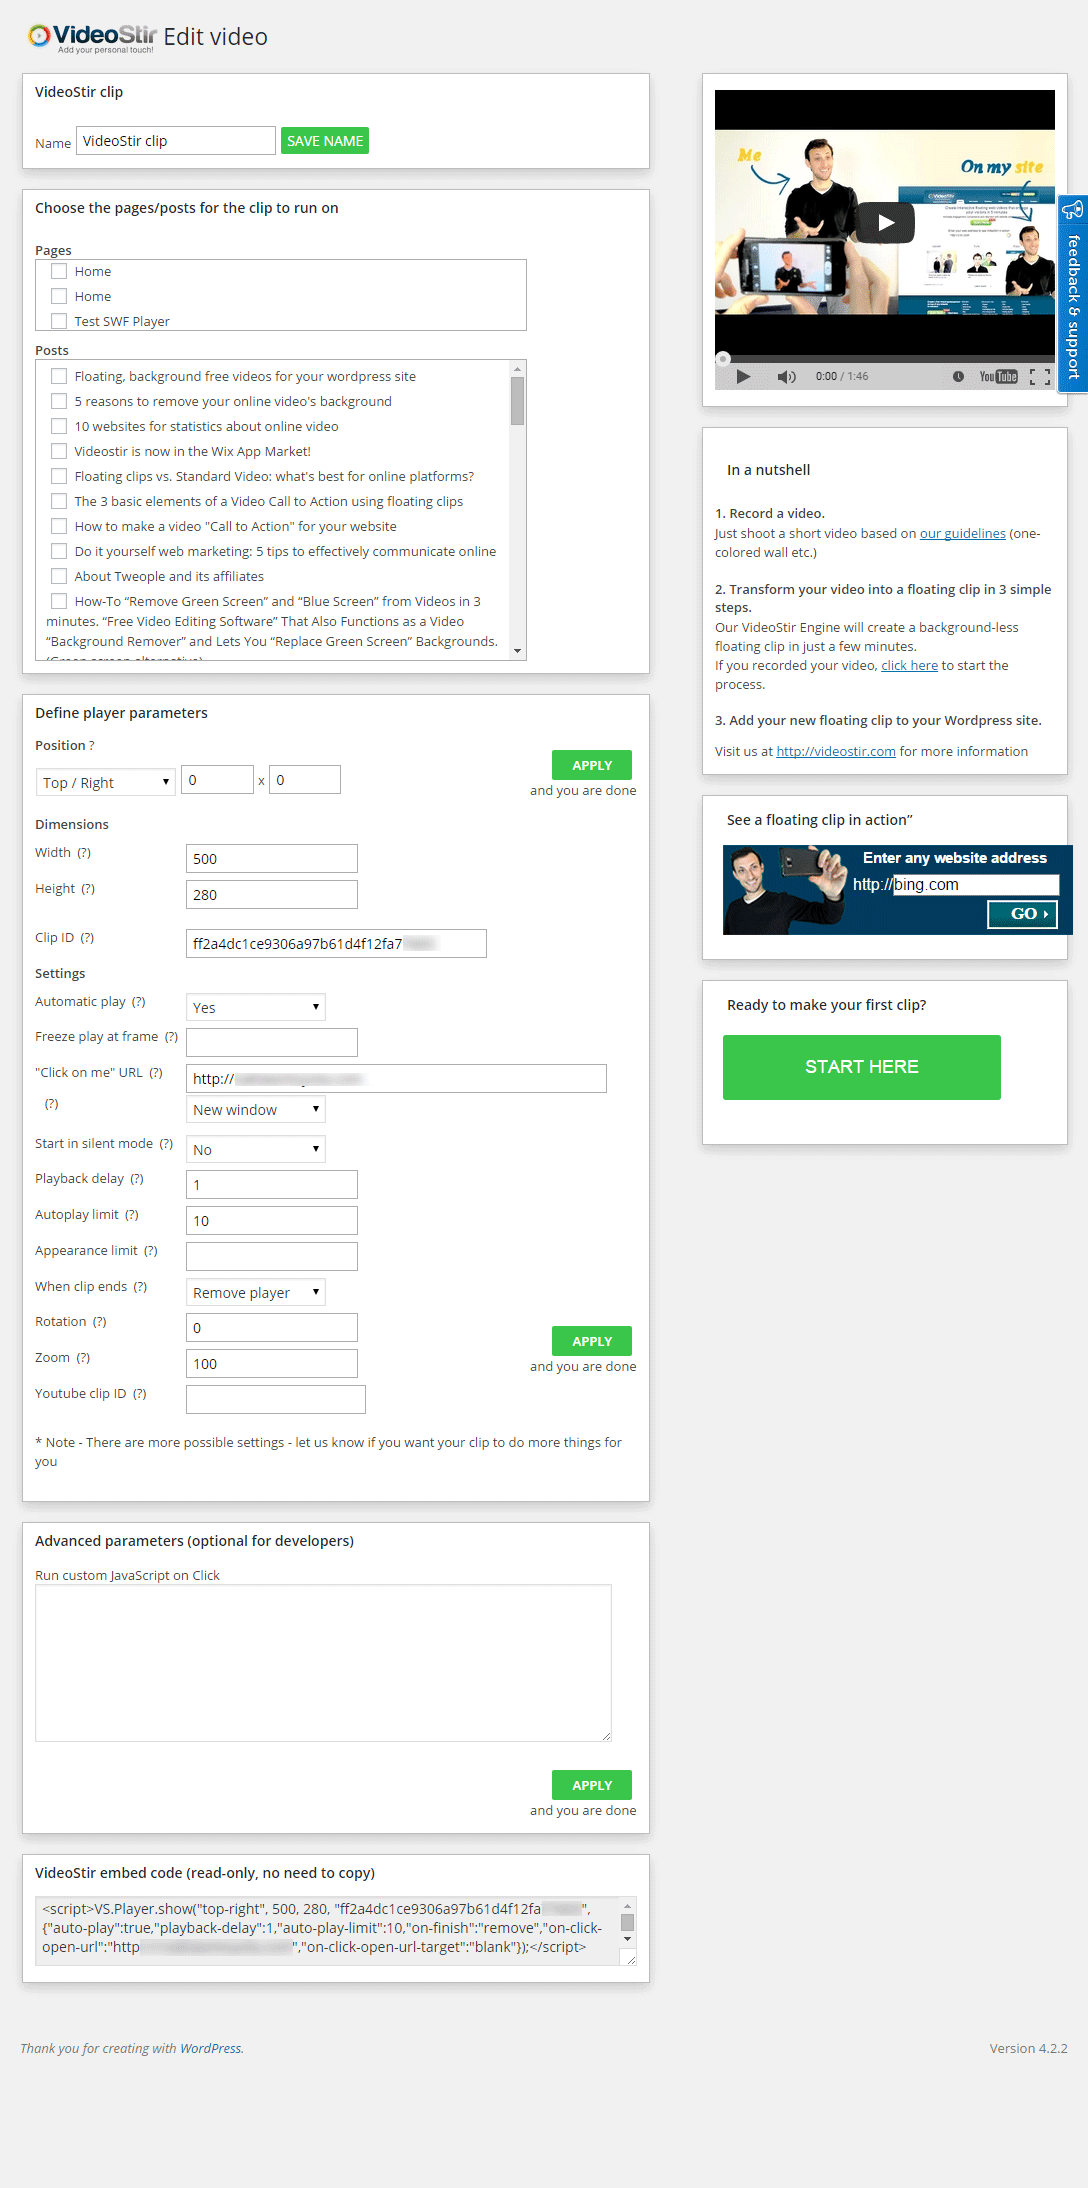 VideoStir Edit video
Add your personal touch!
VideoStir clip
Name VideoStir clip SAVE NAME
Choose the pages/posts for the clip to run on
Pages
Home
Home
Test SWF Player
Posts
Floating, background free videos for your wordpress site
5 reasons to remove your online video's background
10 websites for statistics about online video
Videostir is now in the Wix App Market!
Floating clips vs. Standard Video: what's best for online platforms?
The 3 basic elements of a Video Call to Action using floating clips
How to make a video "Call to Action" for your website
Do it yourself web marketing: 5 tips to effectively communicate online
About Tweople and its affiliates
How-To “Remove Green Screen” and “Blue Screen” from Videos in 3
minutes. “Free Video Editing Software” That Also Functions as a Video
“Background Remover” and Lets You “Replace Green Screen” Backgrounds.
(Green screen alternative)
Define player parameters
Position ?
Top / Right 0 x 0
APPLY
and you are done
Dimensions
Width (?) 500
Height (?) 280
Clip ID (?) ff2a4dc1ce9306a97b61d4f12fa7
Settings
Automatic play (?) Yes
Freeze play at frame (?)
"Click on me" URL (?) http://
(?) New window
Start in silent mode (?) No
Playback delay (?) 1
Autoplay limit (?) 10
Appearance limit (?)
When clip ends (?) Remove player
Rotation (?) 0
Zoom (?) 100
APPLY
and you are done
Youtube clip ID (?)
* Note - There are more possible settings - let us know if you want your clip to do more things for
you
Advanced parameters (optional for developers)
Run custom JavaScript on Click
APPLY
and you are done
VideoStir embed code (read-only, no need to copy)
<script>VS.Player.show("top-right", 500, 280, "ff2a4dc1ce9306a97b61d4f12fa",
{"auto-play":true,"playback-delay":1,"auto-play-limit":10,"on-finish":"remove","on-click-
open-url":"http","on-click-open-url-target":"blank"});</script>
Me
On my site
0:00 / 1:46
YouTube
feedback & support
In a nutshell
1. Record a video.
Just shoot a short video based on our guidelines (one-
colored wall etc.)
2. Transform your video into a floating clip in 3 simple
steps.
Our VideoStir Engine will create a background-less
floating clip in just a few minutes.
If you recorded your video, click here to start the
process.
3. Add your new floating clip to your Wordpress site.
Visit us at http://videostir.com for more information
See a floating clip in action”
Enter any website address
http://bing.com
GO
Ready to make your first clip?
START HERE
Thank you for creating with WordPress.
Version 4.2.2